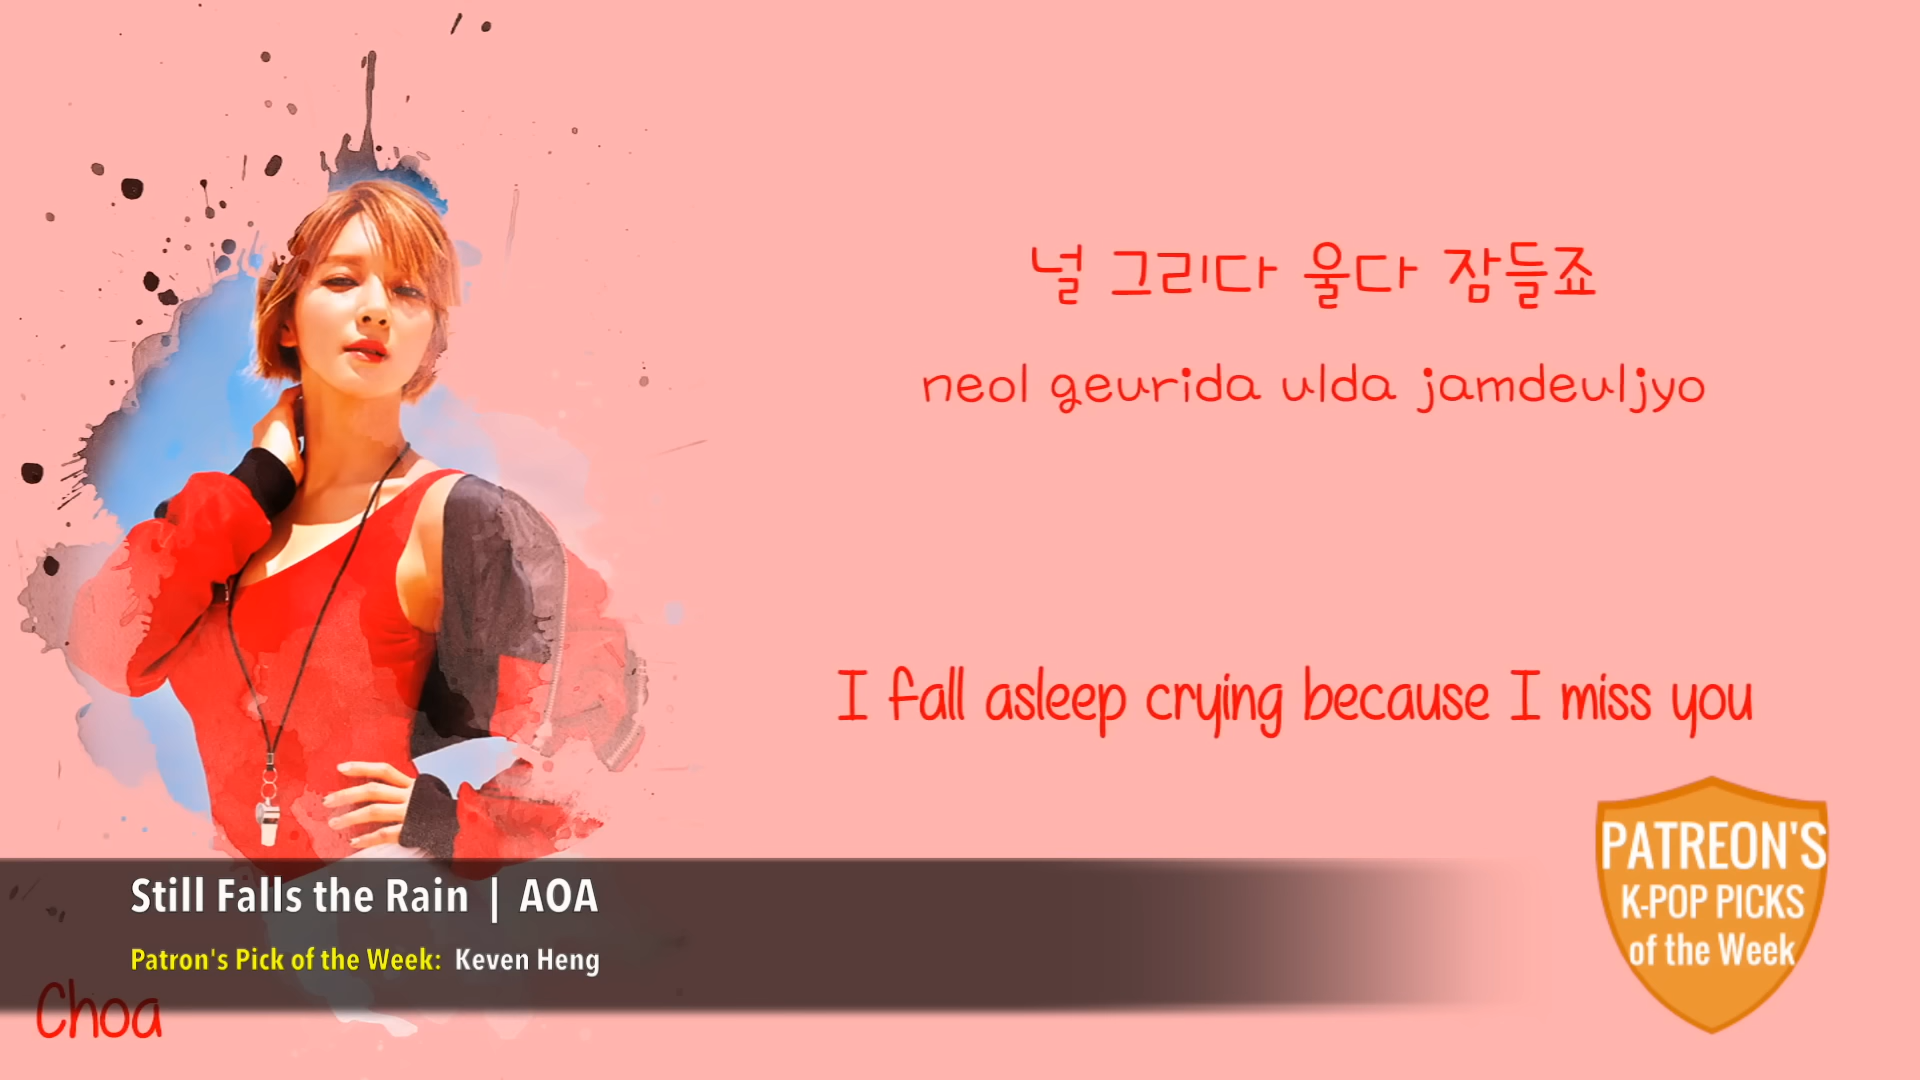 널 그리다 울다 잠들죠
neol geurida ulda jamdeuljyo
I fall asleep crying because I miss you
Still Falls the Rain | AOA
Patron's Pick of the Week: Keven Heng
Choa
PATREON'S
K-POP PICKS
of the Week